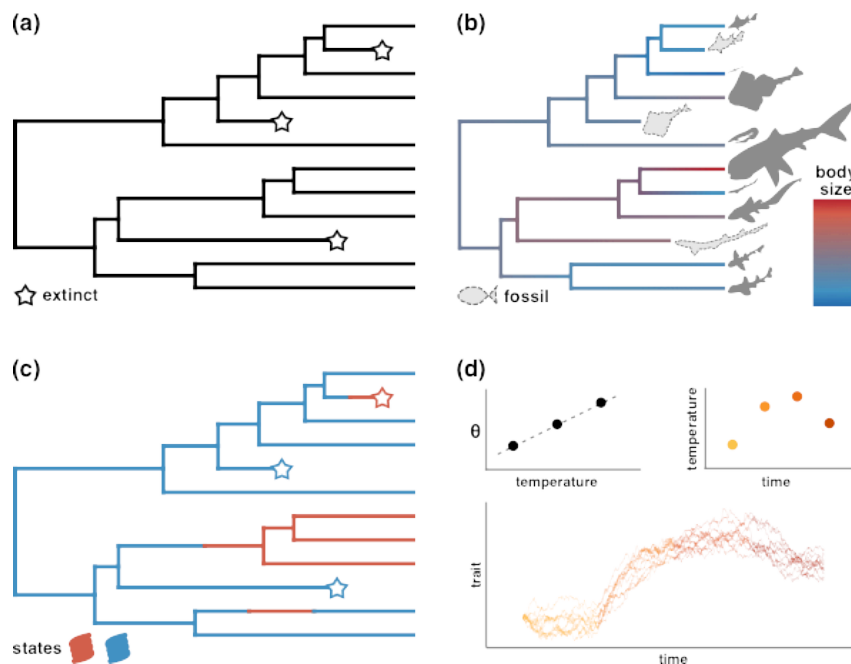 (a)
extinct
(b)
body
size
fossil
(c)
states
(d)
θ
temperature
temperature
time
trait
time